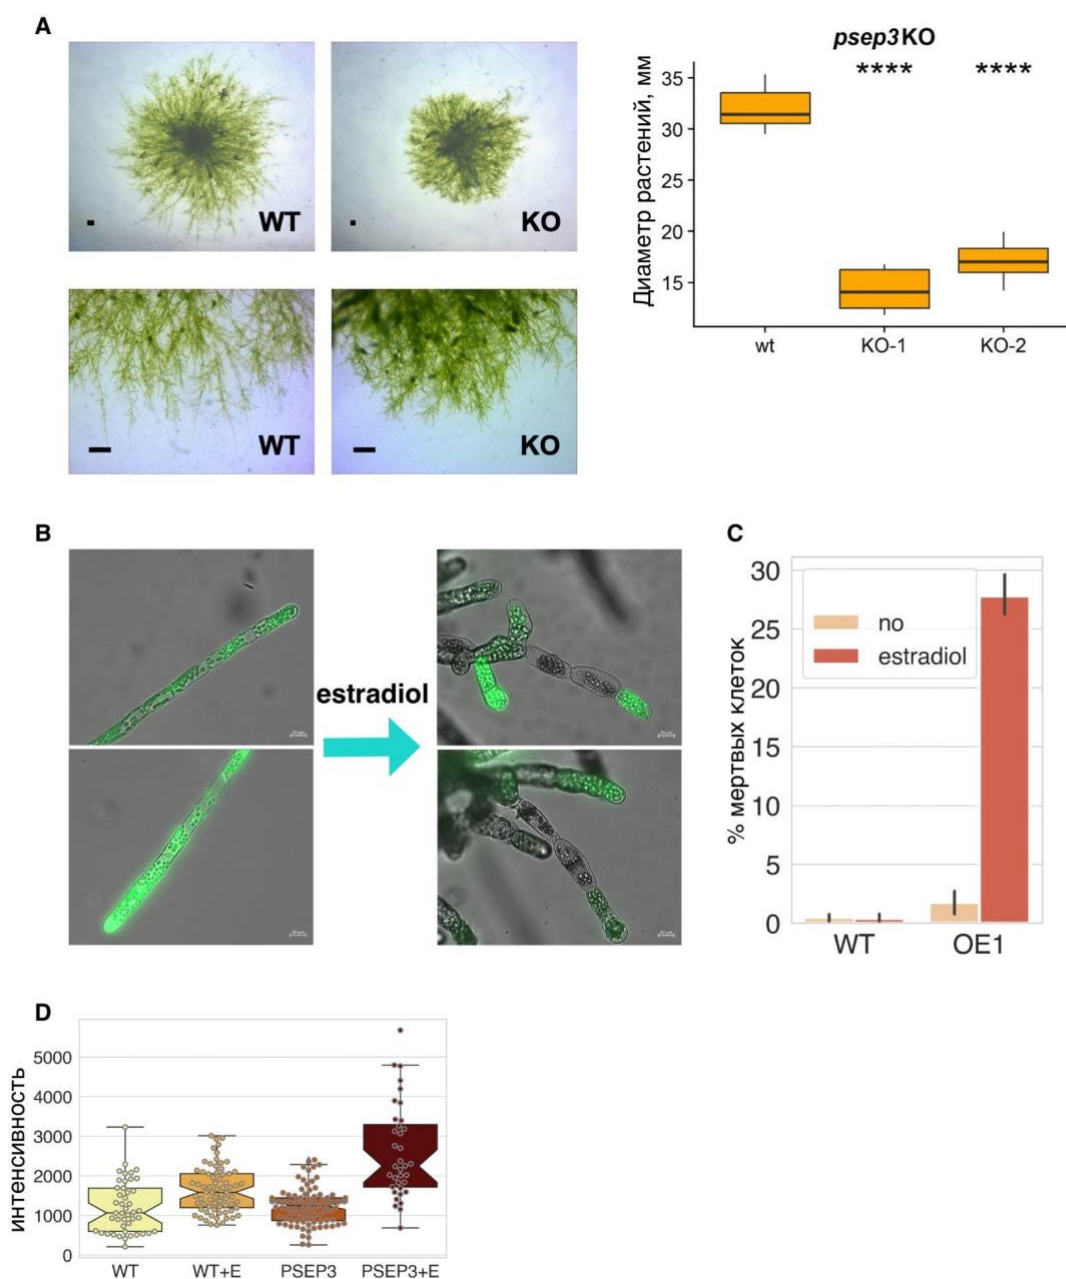 A
WT
KO
WT
KO
psep3KO
**** ****
Диаметр растений, мм
35
30
25
20
15
wt KO-1 KO-2
B
estradiol
C
% мертвых клеток
30
25
20
15
10
5
0
no
estradiol
WT OE1
D
интенсивность
5000
4000
3000
2000
1000
0
WT WT+E PSEP3 PSEP3+E